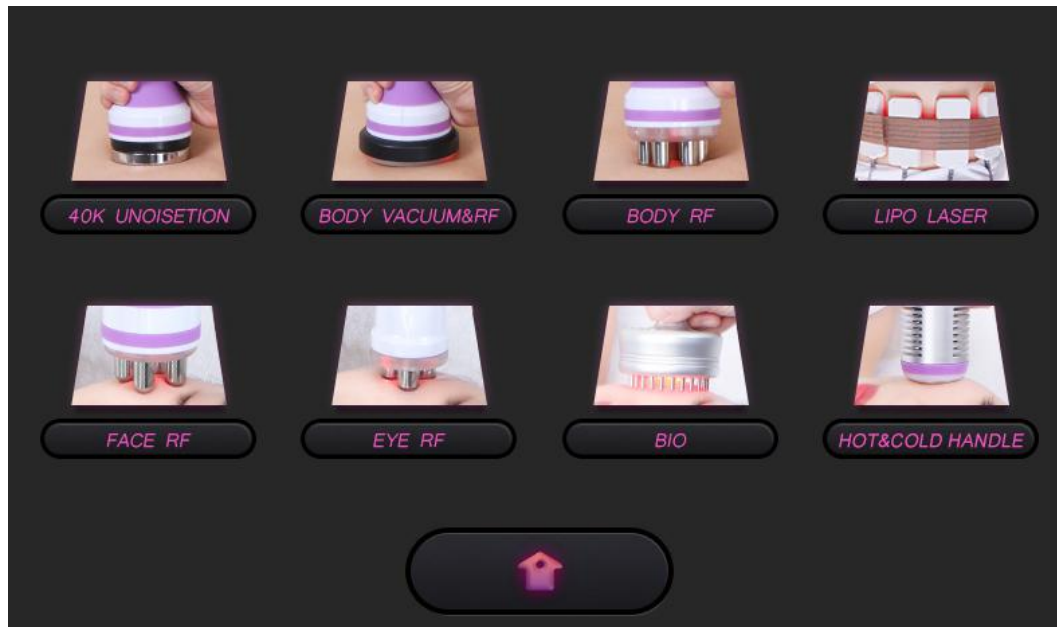 40K UNOISETION
BODY VACUUM&RF
BODY RF
LIPO LASER
FACE RF
EYE RF
BIO
HOT&COLD HANDLE